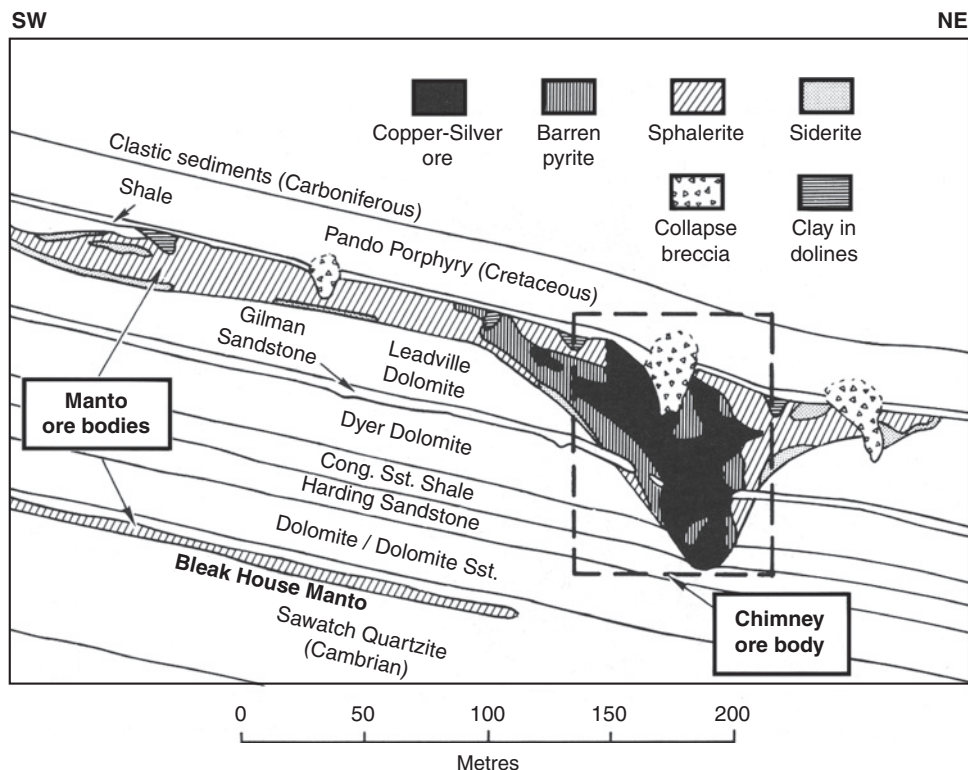 SW
NE
Copper-Silver
ore
Barren
pyrite
Sphalerite
Siderite
Collapse
breccia
Clay in
dolines
Clastic sediments (Carboniferous)
Shale
Pando Porphyry (Cretaceous)
Gilman
Sandstone
Leadville
Dolomite
Manto
ore bodies
Dyer Dolomite
Cong. Sst. Shale
Harding Sandstone
Dolomite / Dolomite Sst.
Bleak House Manto
Sawatch Quartzite
(Cambrian)
Chimney
ore body
0
50
100
150
200
Metres